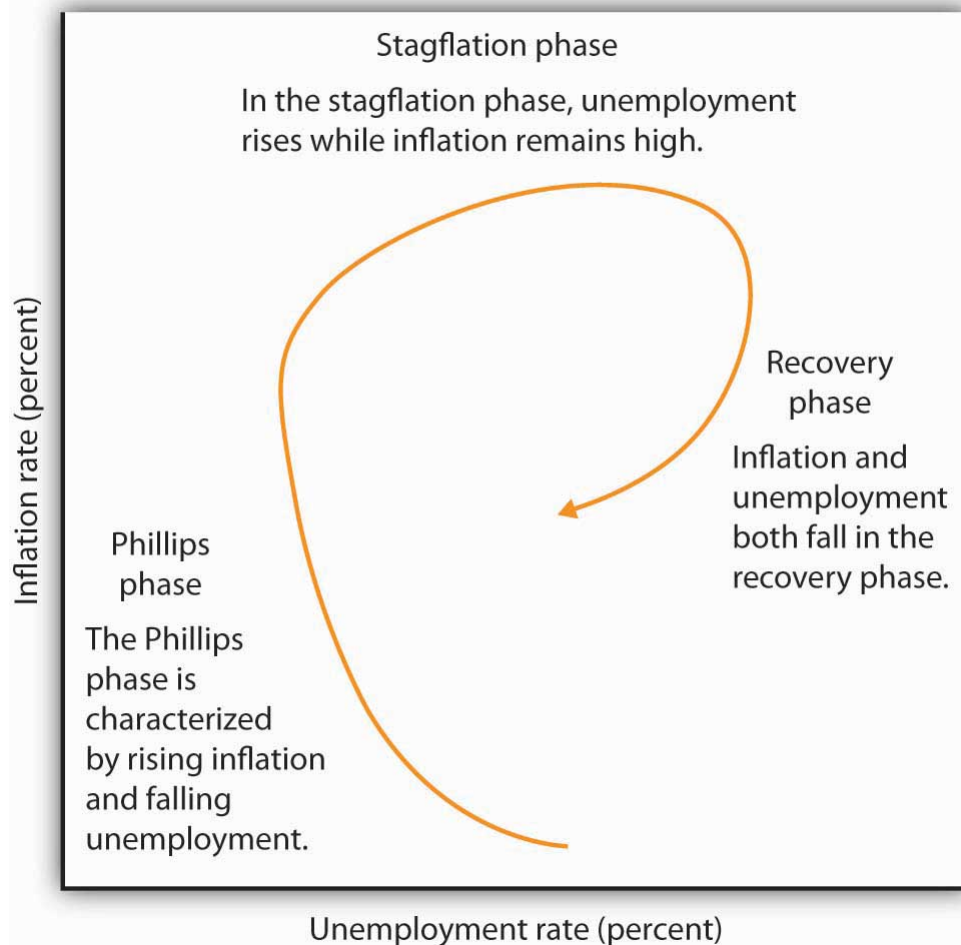 Stagflation phase
In the stagflation phase, unemployment
rises while inflation remains high.
Inflation rate (percent)
Recovery
phase
Inflation and
unemployment
both fall in the
recovery phase.
Phillips
phase
The Phillips
phase is
characterized
by rising inflation
and falling
unemployment.
Unemployment rate (percent)